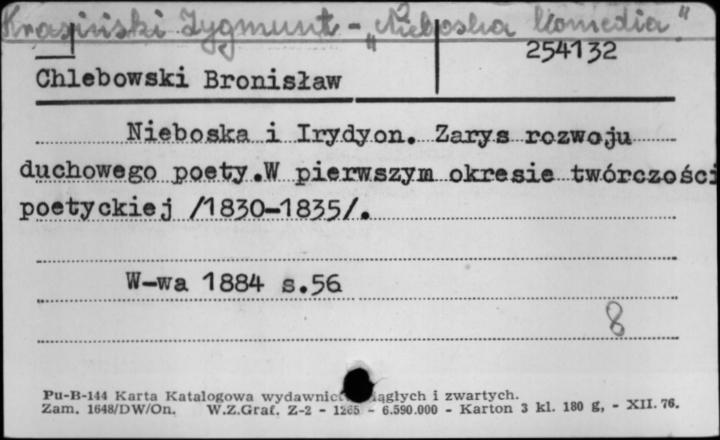 Krasiński Zygmunt - „Nieboska Komedia"
254132
Chlebowski Bronisław
Nieboska i Irydyon. Zarys rozwoju
duchowego poety.W pierwszym okresie twórczości
poetyckiej /1830-1835/.
W-wa 1884 s.56
8
Pu-B-144 Karta Katalogowa wydawnict iągłych i zwartych.
Zam. 1648/DW/On. W.Z.Graf. Z-2 - 1265 - 6.590.000 - Karton 3 kl. 180 g, - XII. 76.